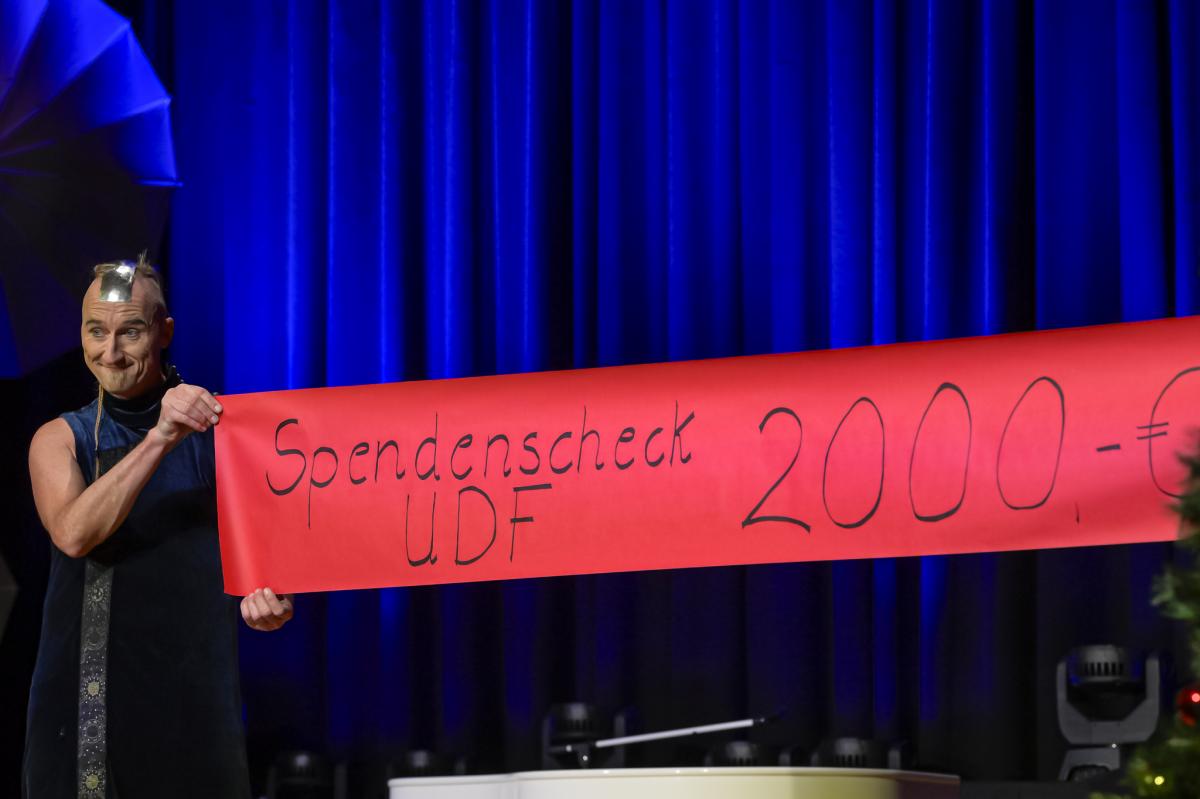 Spendenscheck 2000,-€
UDF